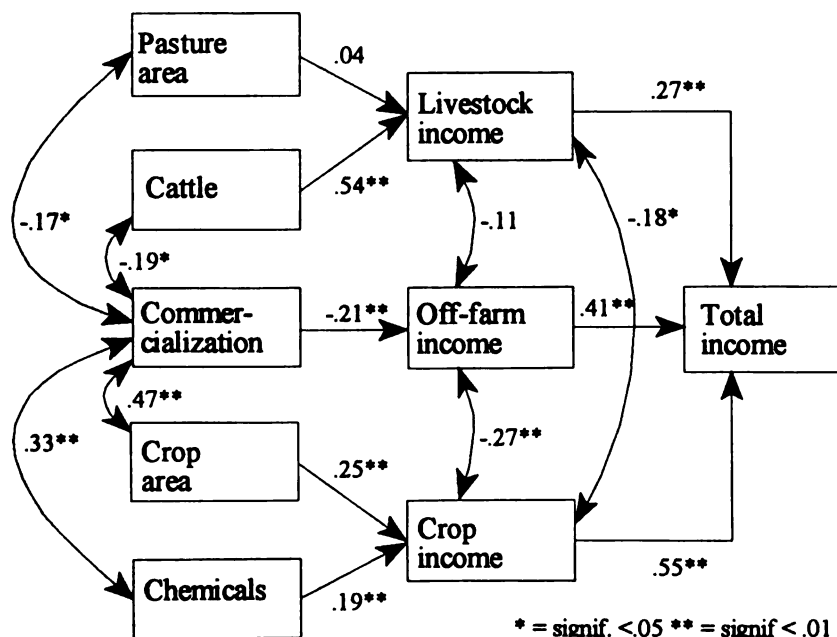 Pasture
area
.04
Livestock
income
.27**
Cattle
.54**
-.17*
-.11
-.18*
-.19*
Commer-
cialization
-.21**
Off-farm
income
.41**
Total
income
.47**
.33**
-.27**
Crop
area
.25**
Crop
income
Chemicals
.19**
.55**
* = signif. <.05 ** = signif < .01